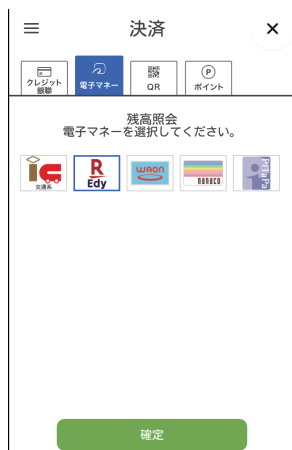 決済
クレジット
銀聯
電子マネー
QR
ポイント
残高照会
電子マネーを選択してください。
交通系
R
Edy
WAON
nanaco
PiTaPa
確定